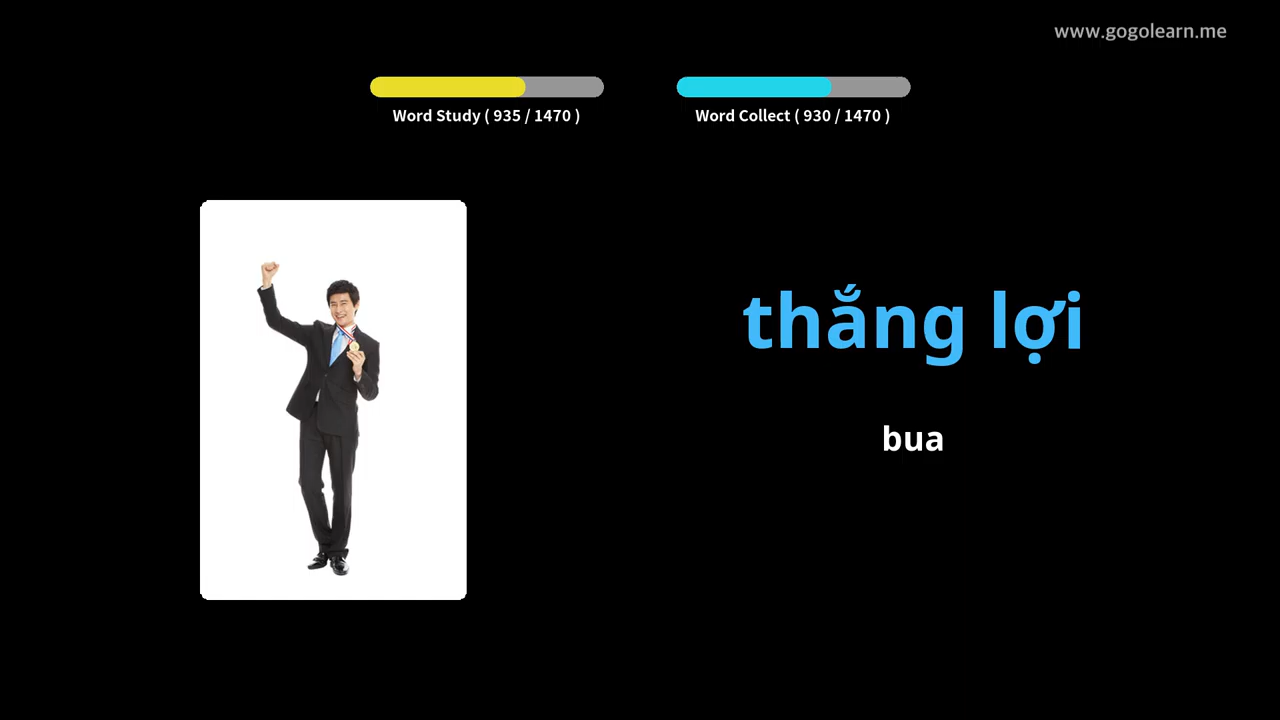 www.gogolearn.me
Word Study ( 935 / 1470 )
Word Collect ( 930 / 1470 )
thắng lợi
bua